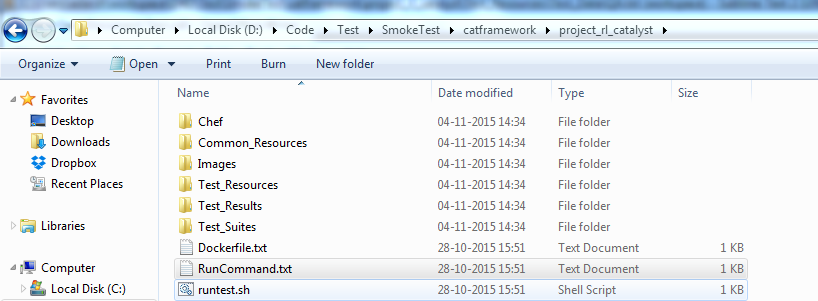 Computer Local Disk (D:) Code Test SmokeTest catframework project_rl_catalyst
Organize Open Print Burn New folder
Name Date modified Type Size
Favorites
Desktop
Downloads
Dropbox
Recent Places
Libraries
Computer
Local Disk (C:)
Chef 04-11-2015 14:34 File folder
Common_Resources 04-11-2015 14:34 File folder
Images 04-11-2015 14:34 File folder
Test_Resources 04-11-2015 14:34 File folder
Test_Results 04-11-2015 14:34 File folder
Test_Suites 04-11-2015 14:34 File folder
Dockerfile.txt 28-10-2015 15:51 Text Document 1 KB
RunCommand.txt 28-10-2015 15:51 Text Document 1 KB
runtest.sh 28-10-2015 15:51 Shell Script 1 KB